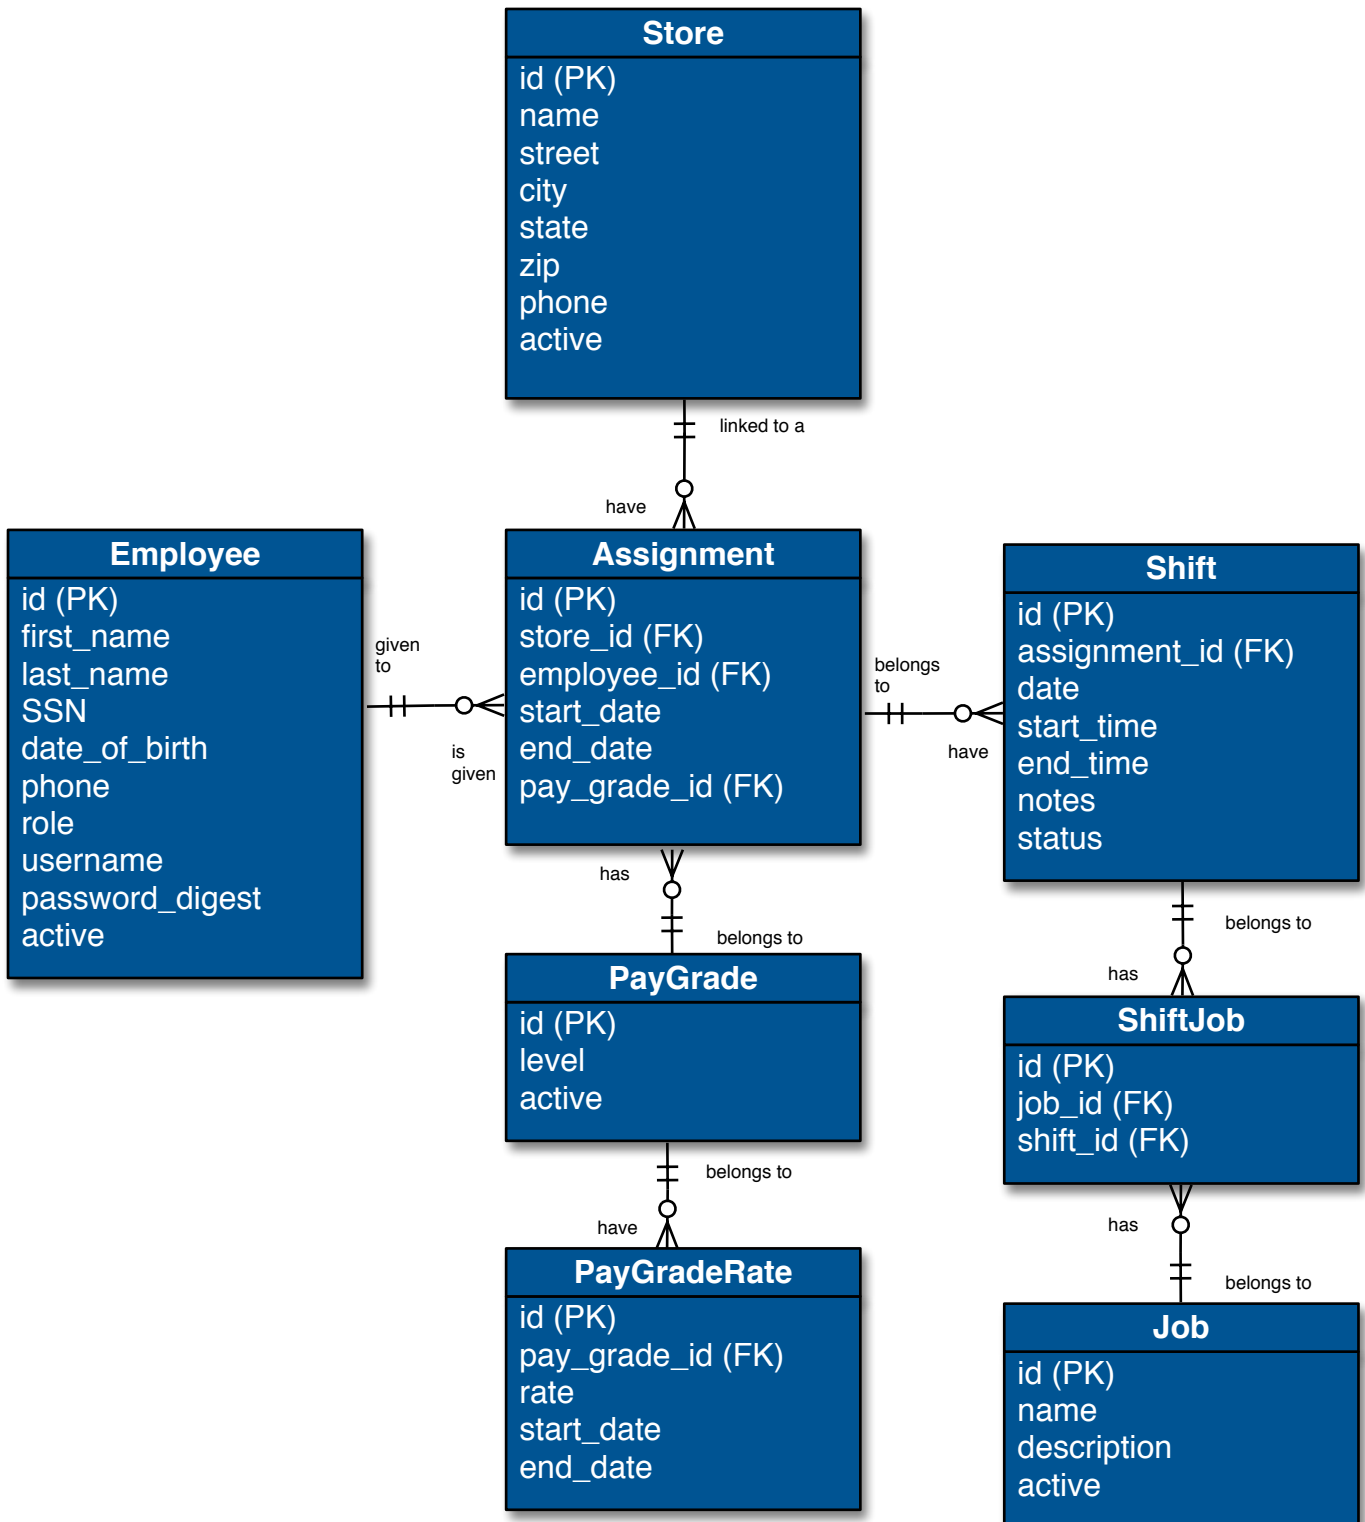 Store
id (PK)
name
street
city
state
zip
phone
active
linked to a
have
Employee
id (PK)
first_name
last_name
SSN
date_of_birth
phone
role
username
password_digest
active
given
to
is
given
Assignment
id (PK)
store_id (FK)
employee_id (FK)
start_date
end_date
pay_grade_id (FK)
belongs
to
have
Shift
id (PK)
assignment_id (FK)
date
start_time
end_time
notes
status
has
belongs to
PayGrade
id (PK)
level
active
belongs to
have
PayGradeRate
id (PK)
pay_grade_id (FK)
rate
start_date
end_date
belongs to
has
ShiftJob
id (PK)
job_id (FK)
shift_id (FK)
has
belongs to
Job
id (PK)
name
description
active